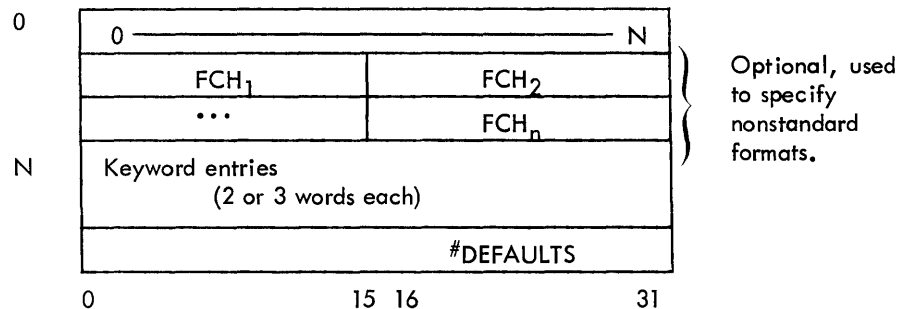 0
0 N
FCH1 FCH2
... FCHn
Optional, used
to specify
nonstandard
formats.
N
Keyword entries
(2 or 3 words each)
#DEFAULTS
0 15 16 31